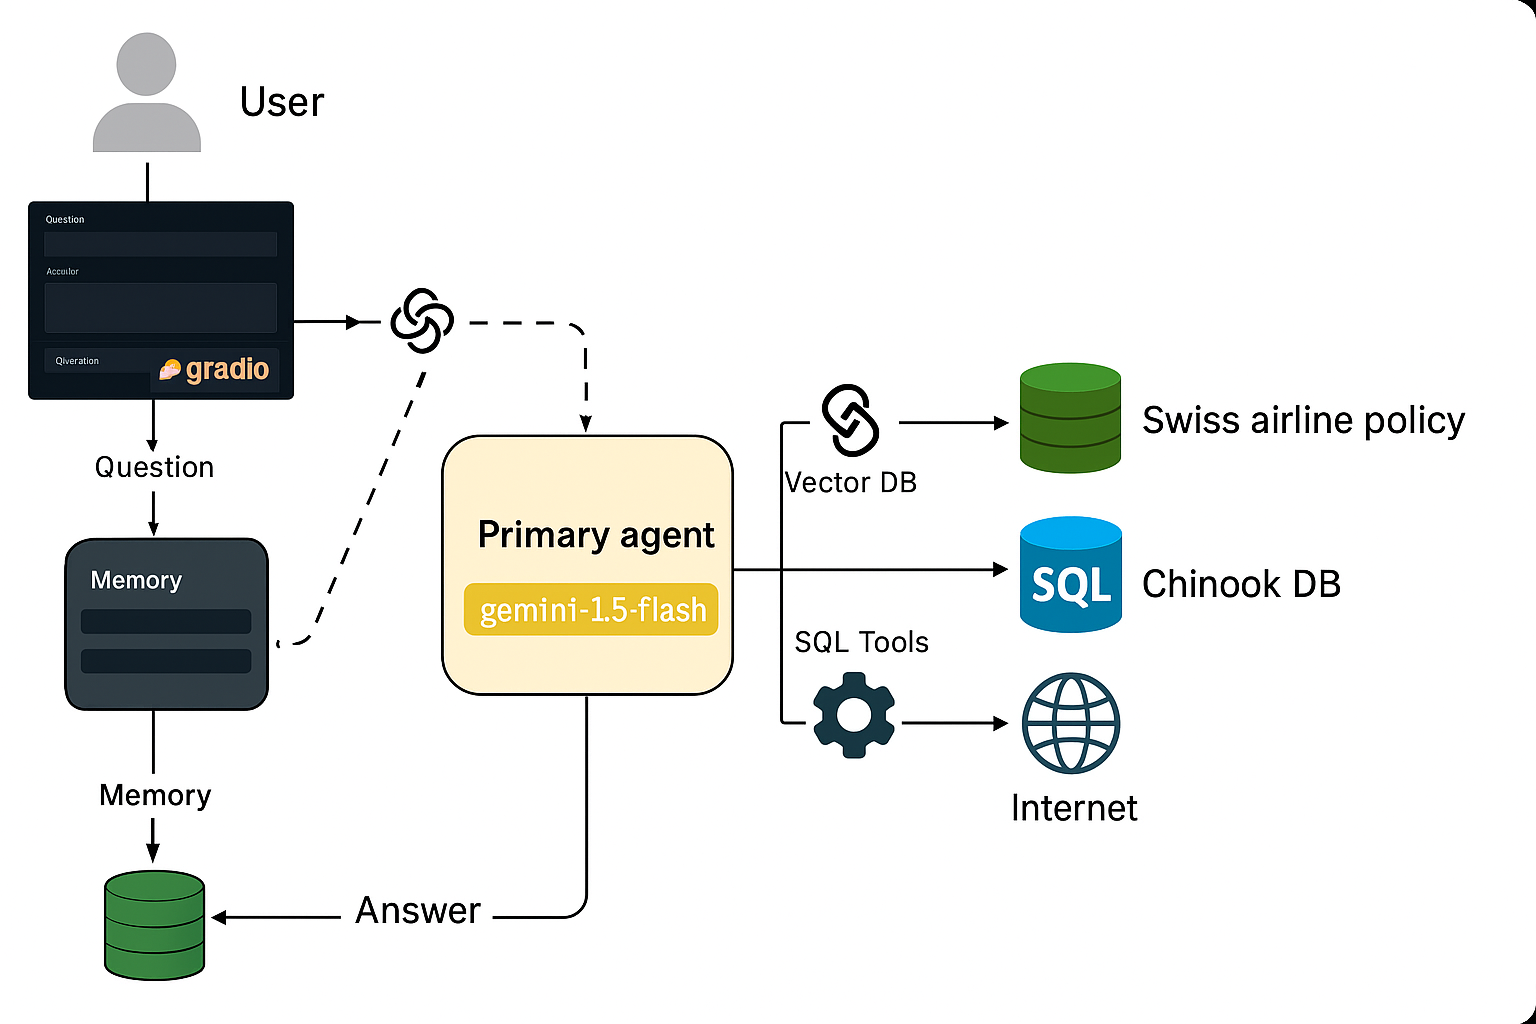 User
Question
Qiveration
gradio
Question
Memory
Memory
Primary agent
gemini-1.5-flash
Vector DB
Swiss airline policy
SQL
Chinook DB
SQL Tools
Internet
Answer